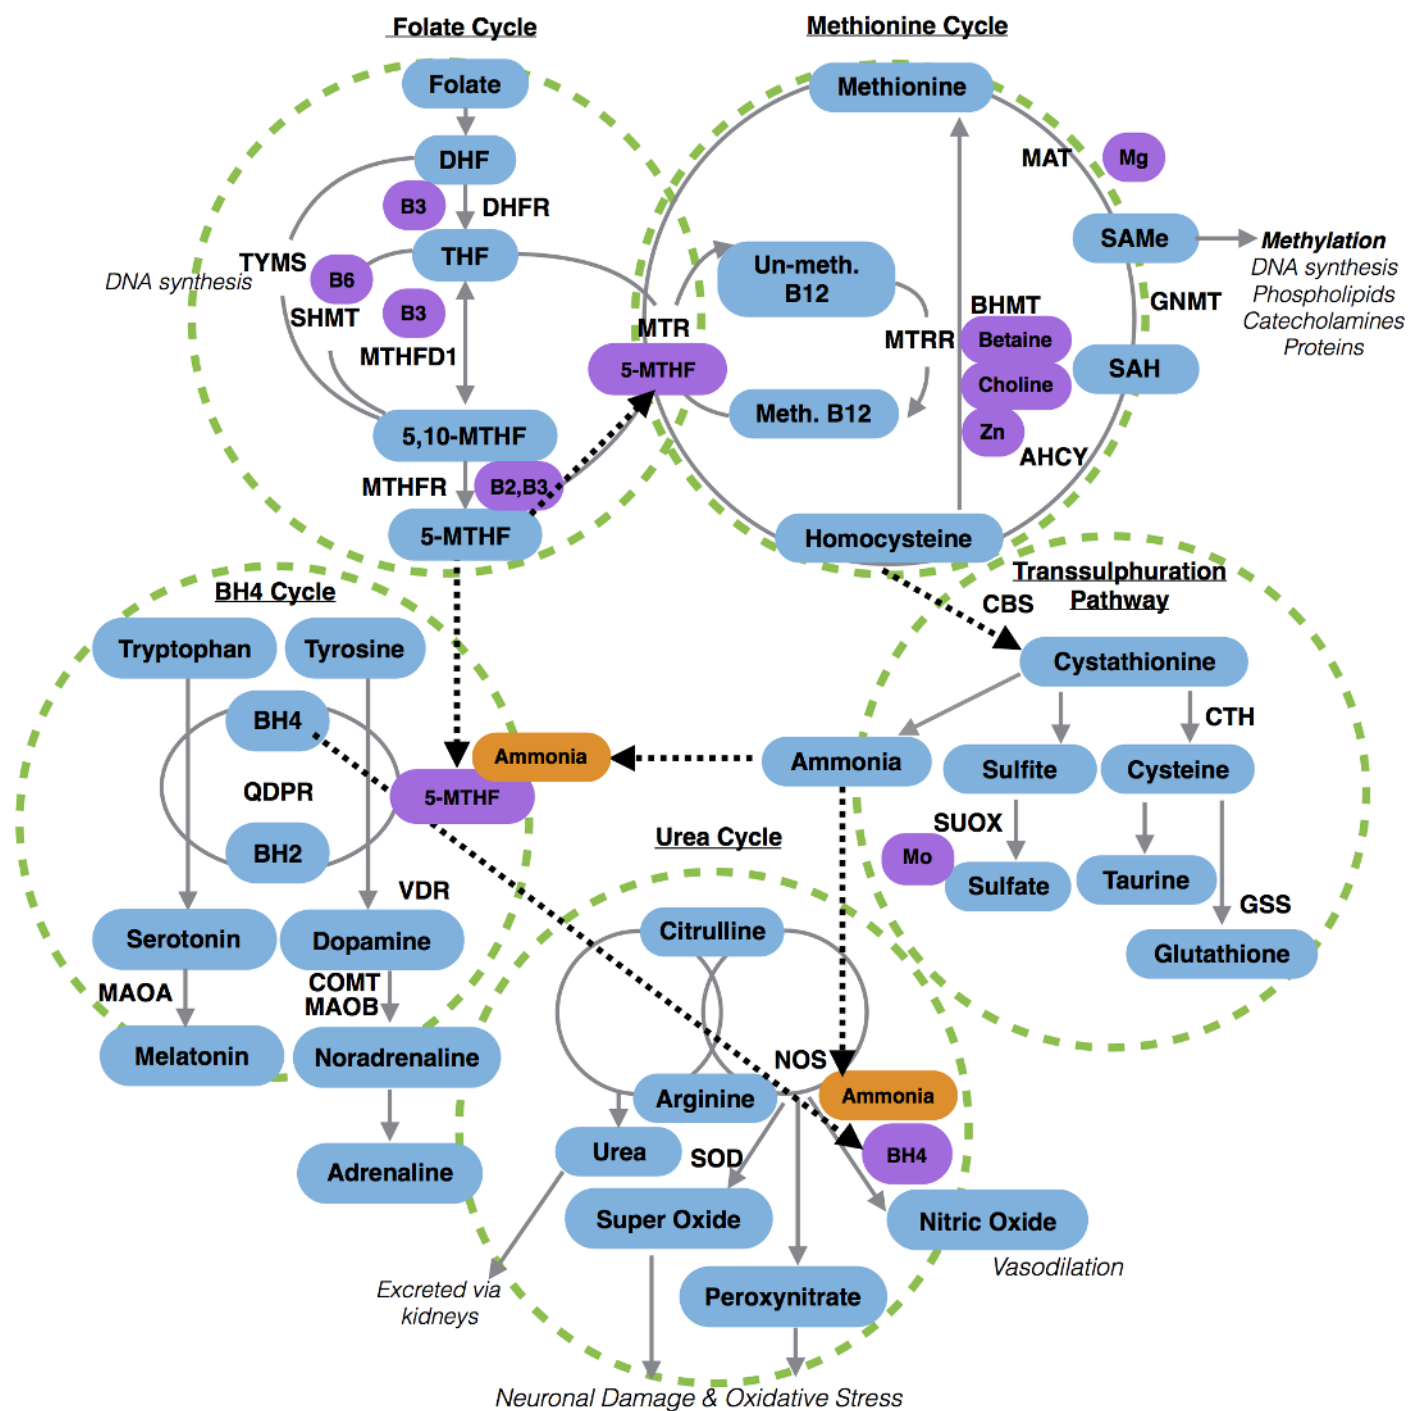 Folate Cycle
Methionine Cycle
Folate
Methionine
DHF
MAT
Mg
B3
DHFR
SAMe
Methylation
DNA synthesis
Phospholipids
Catecholamines
Proteins
THF
TYMS
DNA synthesis
B6
B3
SHMT
MTHFD1
Un-meth.
B12
MTR
MTRR
BHMT
GNMT
Betaine
5-MTHF
Choline
SAH
Meth. B12
Zn
AHCY
5,10-MTHF
MTHFR
B2,B3
5-MTHF
Homocysteine
BH4 Cycle
Transsulphuration
Pathway
CBS
Tryptophan
Tyrosine
Cystathionine
BH4
CTH
Ammonia
Ammonia
Sulfite
Cysteine
QDPR
5-MTHF
BH2
Urea Cycle
SUOX
Mo
Sulfate
Taurine
VDR
GSS
Serotonin
Dopamine
Citrulline
Glutathione
MAOA
COMT
MAOB
Melatonin
Noradrenaline
NOS
Arginine
Ammonia
Adrenaline
Urea
SOD
BH4
Super Oxide
Nitric Oxide
Vasodilation
Excreted via
kidneys
Peroxynitrate
Neuronal Damage & Oxidative Stress